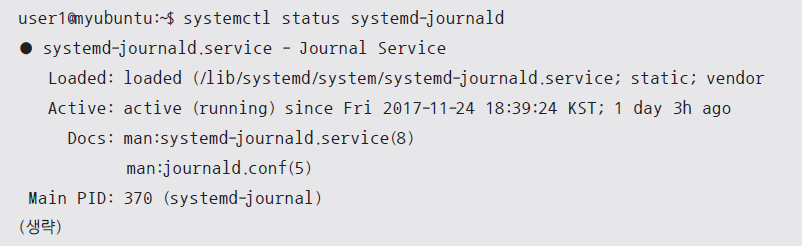 user1@myubuntu:~$ systemctl status systemd-journald
● systemd-journald.service - Journal Service
Loaded: loaded (/lib/systemd/system/systemd-journald.service; static; vendor
Active: active (running) since Fri 2017-11-24 18:39:24 KST; 1 day 3h ago
Docs: man:systemd-journald.service(8)
man:journald.conf(5)
Main PID: 370 (systemd-journal)
(생략)